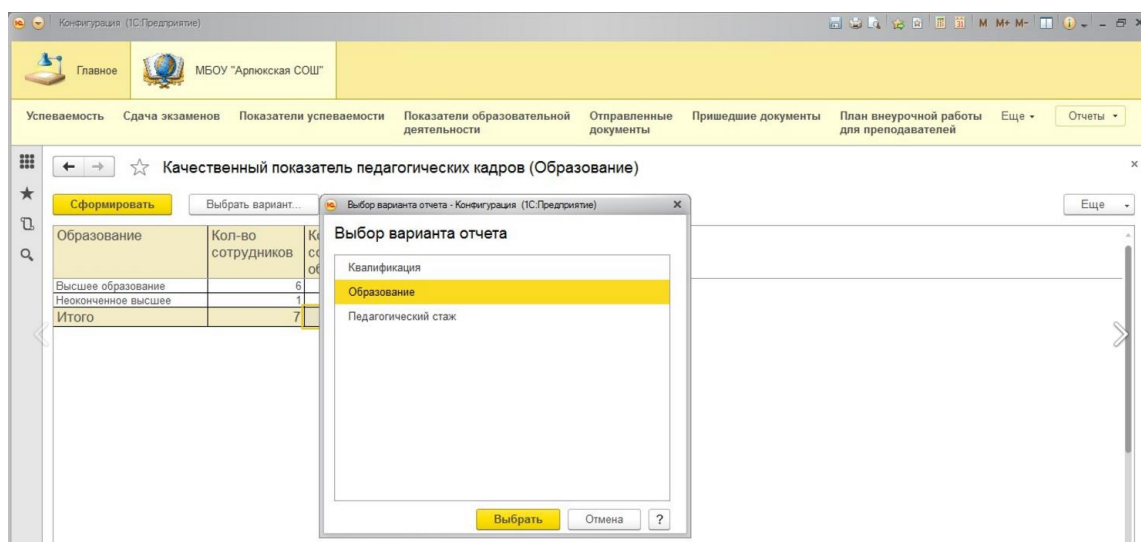 Конфигурация (1С:Предприятие)
M M+ M-
Главное
МБОУ "Арлюкская СОШ"
Успеваемость Сдача экзаменов Показатели успеваемости Показатели образовательной деятельности Отправленные документы Пришедшие документы План внеурочной работы для преподавателей Еще Отчеты
Качественный показатель педагогических кадров (Образование)
Сформировать Выбрать вариант... Еще
Образование Кол-во сотрудников
Высшее образование 6
Неоконченное высшее 1
Итого 7
Выбор варианта отчета - Конфигурация (1С:Предприятие)
Выбор варианта отчета
Квалификация
Образование
Педагогический стаж
Выбрать Отмена ?